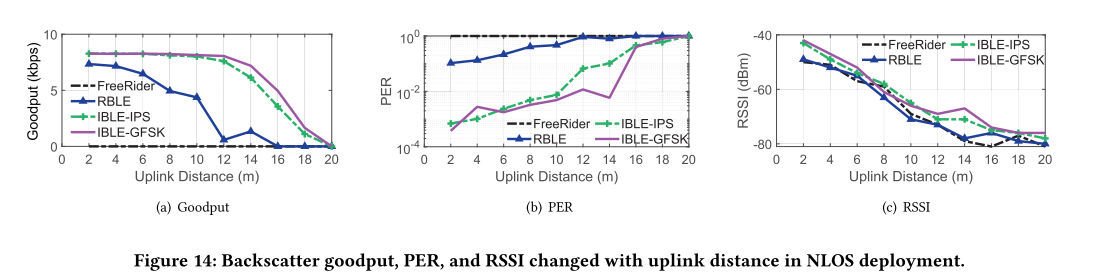 Goodput (kbps)
10
5
0
FreeRider
RBLE
IBLE-IPS
IBLE-GFSK
0 2 4 6 8 10 12 14 16 18 20
Uplink Distance (m)
(a) Goodput
PER
10^0
10^-2
10^-4
FreeRider IBLE-IPS
RBLE IBLE-GFSK
0 2 4 6 8 10 12 14 16 18 20
Uplink Distance (m)
(b) PER
RSSI (dBm)
-40
-60
-80
FreeRider IBLE-IPS
RBLE IBLE-GFSK
0 2 4 6 8 10 12 14 16 18 20
Uplink Distance (m)
(c) RSSI
Figure 14: Backscatter goodput, PER, and RSSI changed with uplink distance in NLOS deployment.